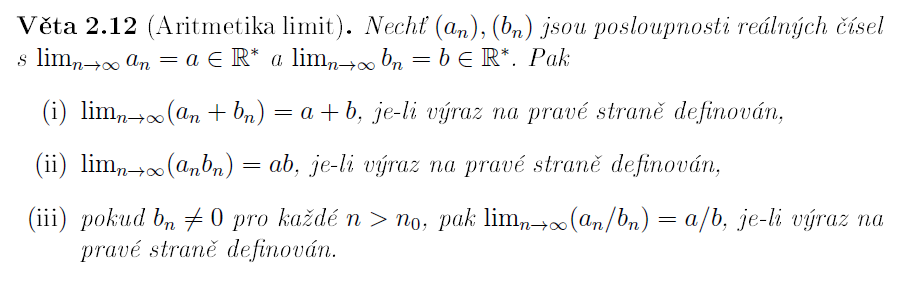 Věta 2.12 (Aritmetika limit). Nechť (aₙ), (bₙ) jsou posloupnosti reálných čísel
s limₙ→∞ aₙ = a ∈ ℝ* a limₙ→∞ bₙ = b ∈ ℝ*. Pak
(i) limₙ→∞(aₙ + bₙ) = a + b, je-li výraz na pravé straně definován,
(ii) limₙ→∞(aₙbₙ) = ab, je-li výraz na pravé straně definován,
(iii) pokud bₙ ≠ 0 pro každé n > n₀, pak limₙ→∞(aₙ/bₙ) = a/b, je-li výraz na
pravé straně definován.